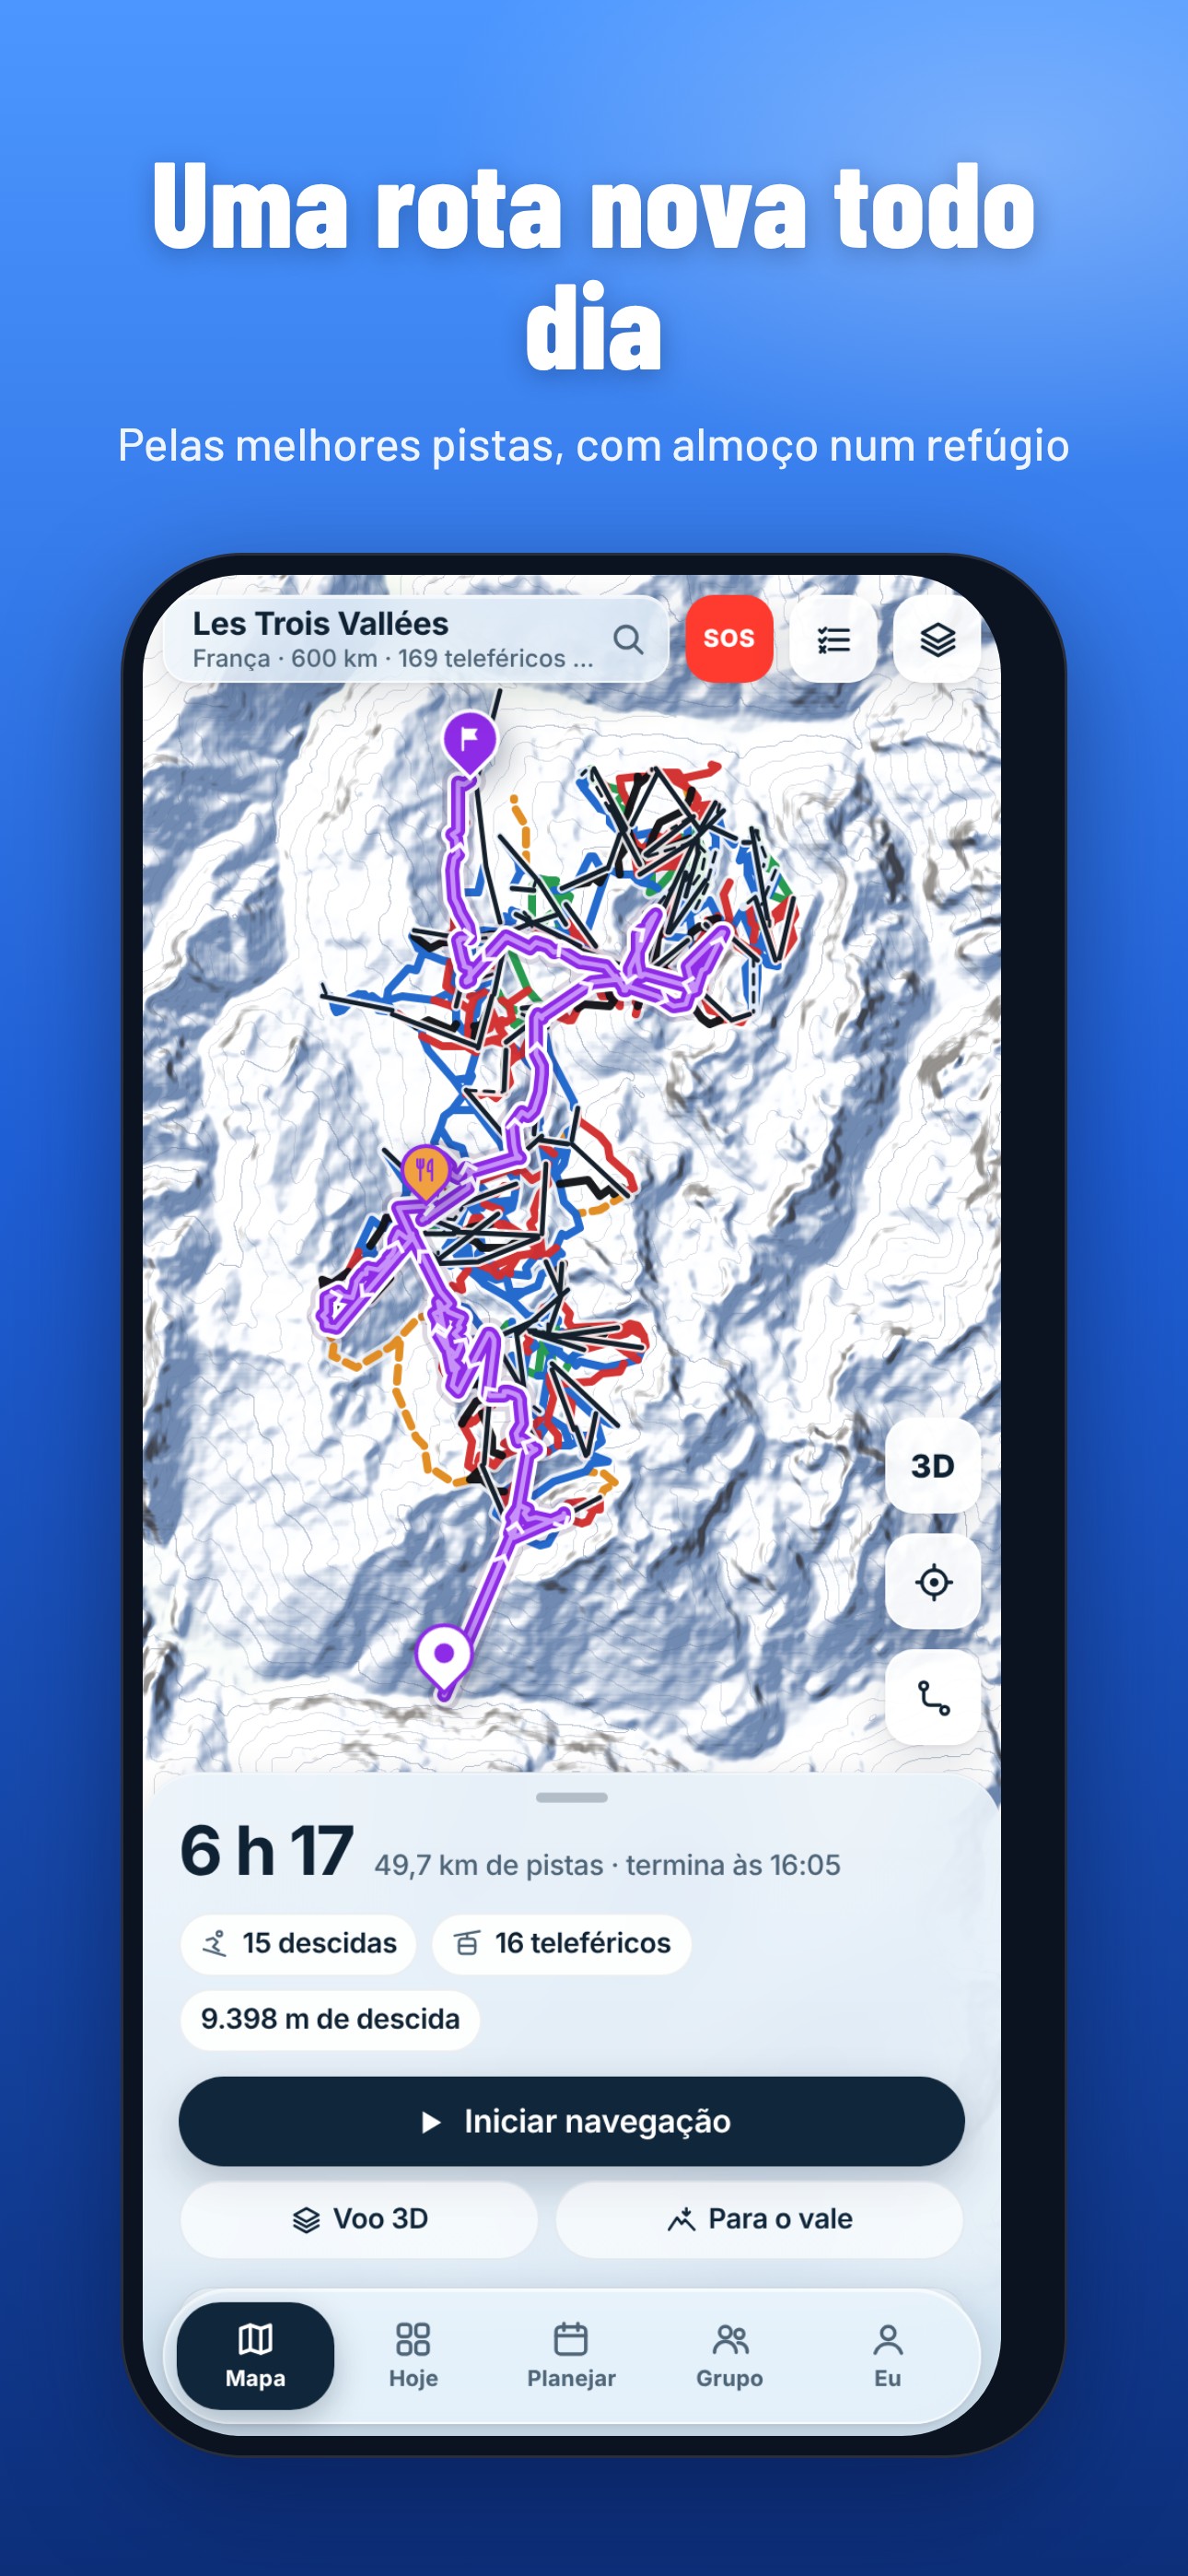 Uma rota nova todo
dia
Pelas melhores pistas, com almoço num refúgio
Les Trois Vallées
França · 600 km · 169 teleféricos ...
SOS
3D
6 h 17
49,7 km de pistas · termina às 16:05
15 descidas
16 teleféricos
9.398 m de descida
Iniciar navegação
Voo 3D
Para o vale
Mapa
Hoje
Planejar
Grupo
Eu